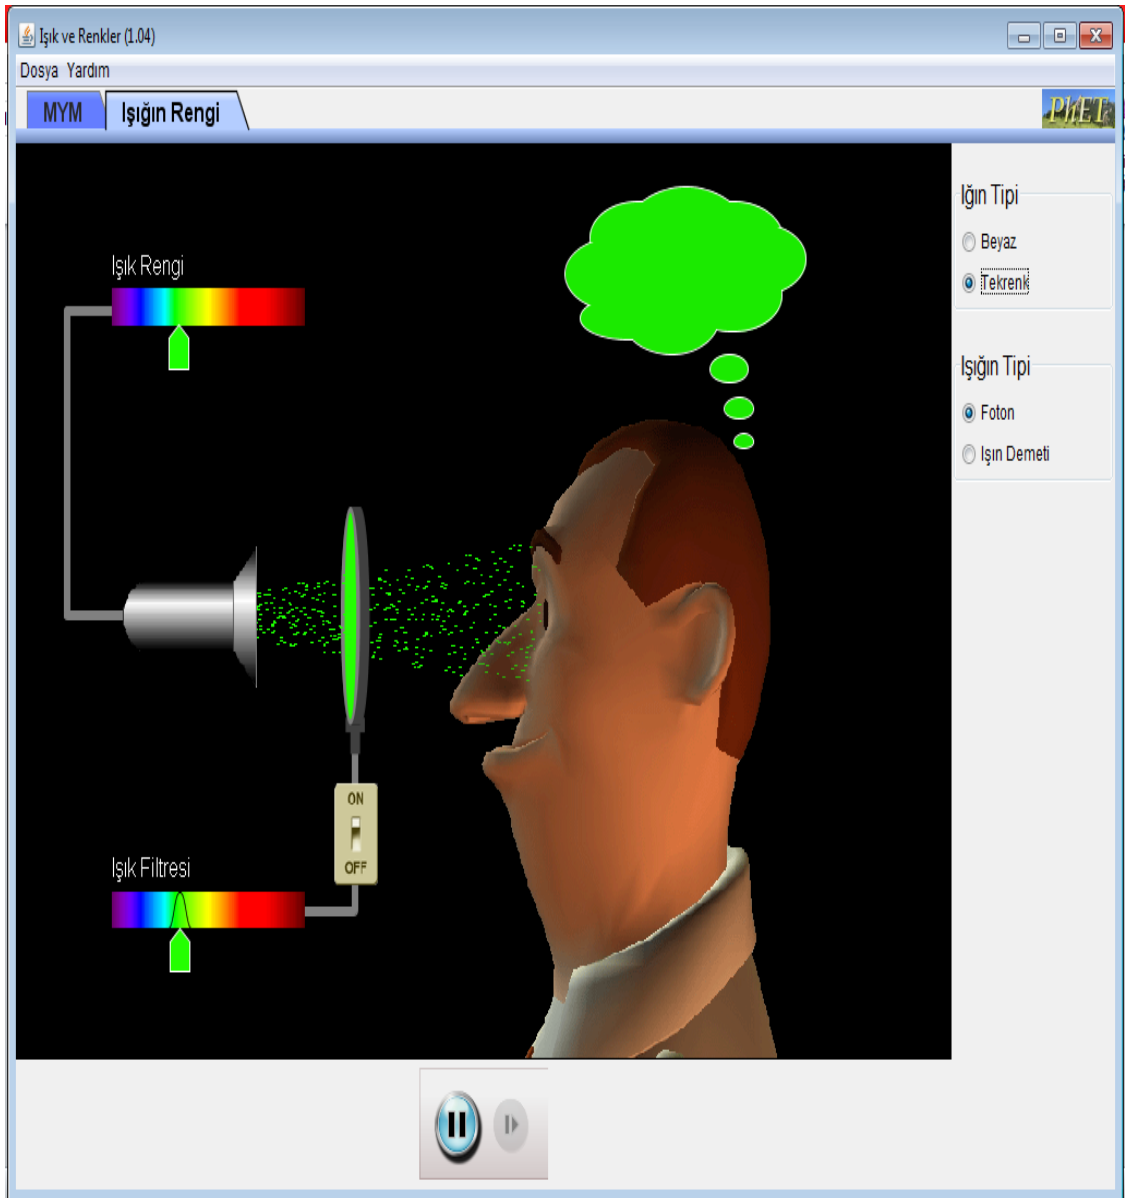 Işık ve Renkler (1.04)
Dosya Yardım
MYM
Işığın Rengi
PhET
Iğın Tipi
Beyaz
Tekrenk
Işığın Tipi
Foton
Işın Demeti
Işık Rengi
ON
OFF
Işık Filtresi